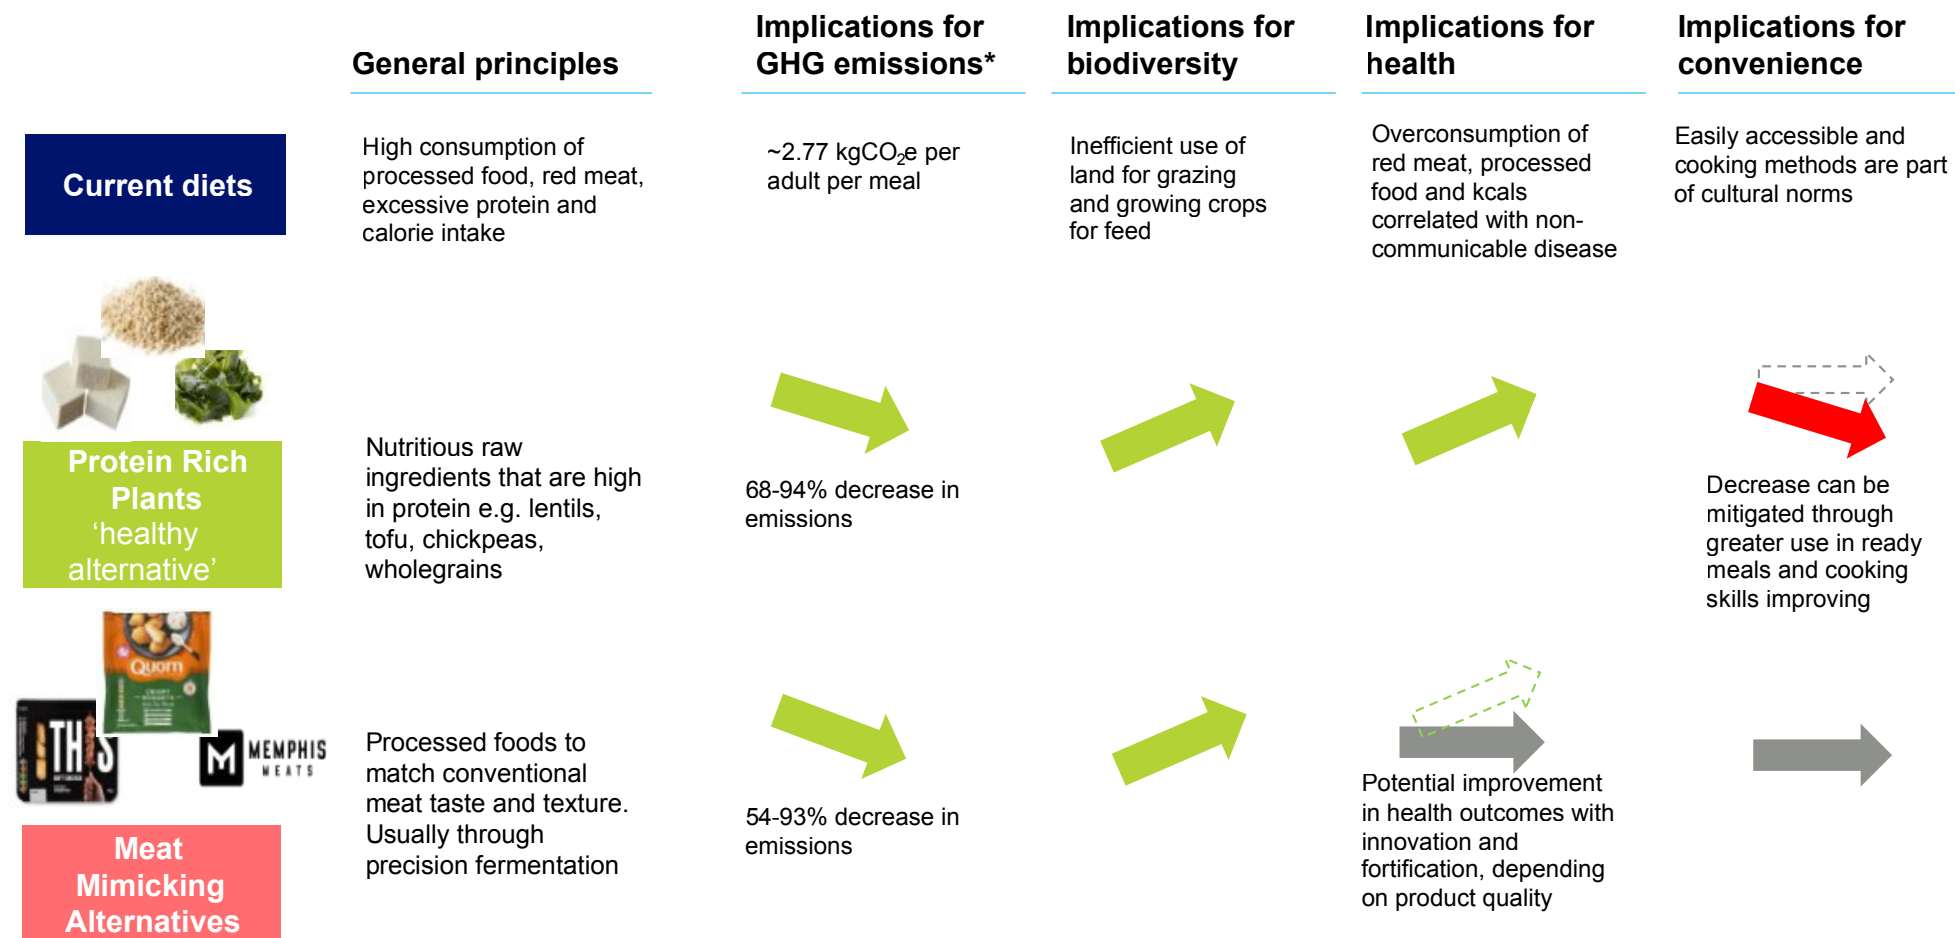 General principles
Implications for
GHG emissions*
Implications for
biodiversity
Implications for
health
Implications for
convenience
Current diets
High consumption of
processed food, red meat,
excessive protein and
calorie intake
~2.77 kgCO₂e per
adult per meal
Inefficient use of
land for grazing
and growing crops
for feed
Overconsumption of
red meat, processed
food and kcals
correlated with non-
communicable disease
Easily accessible and
cooking methods are part
of cultural norms
Protein Rich
Plants
‘healthy
alternative’
Nutritious raw
ingredients that are high
in protein e.g. lentils,
tofu, chickpeas,
wholegrains
68-94% decrease in
emissions
Decrease can be
mitigated through
greater use in ready
meals and cooking
skills improving
Quorn
TH S
MEMPHIS
MEATS
M
Meat
Mimicking
Alternatives
Processed foods to
match conventional
meat taste and texture.
Usually through
precision fermentation
54-93% decrease in
emissions
Potential improvement
in health outcomes with
innovation and
fortification, depending
on product quality